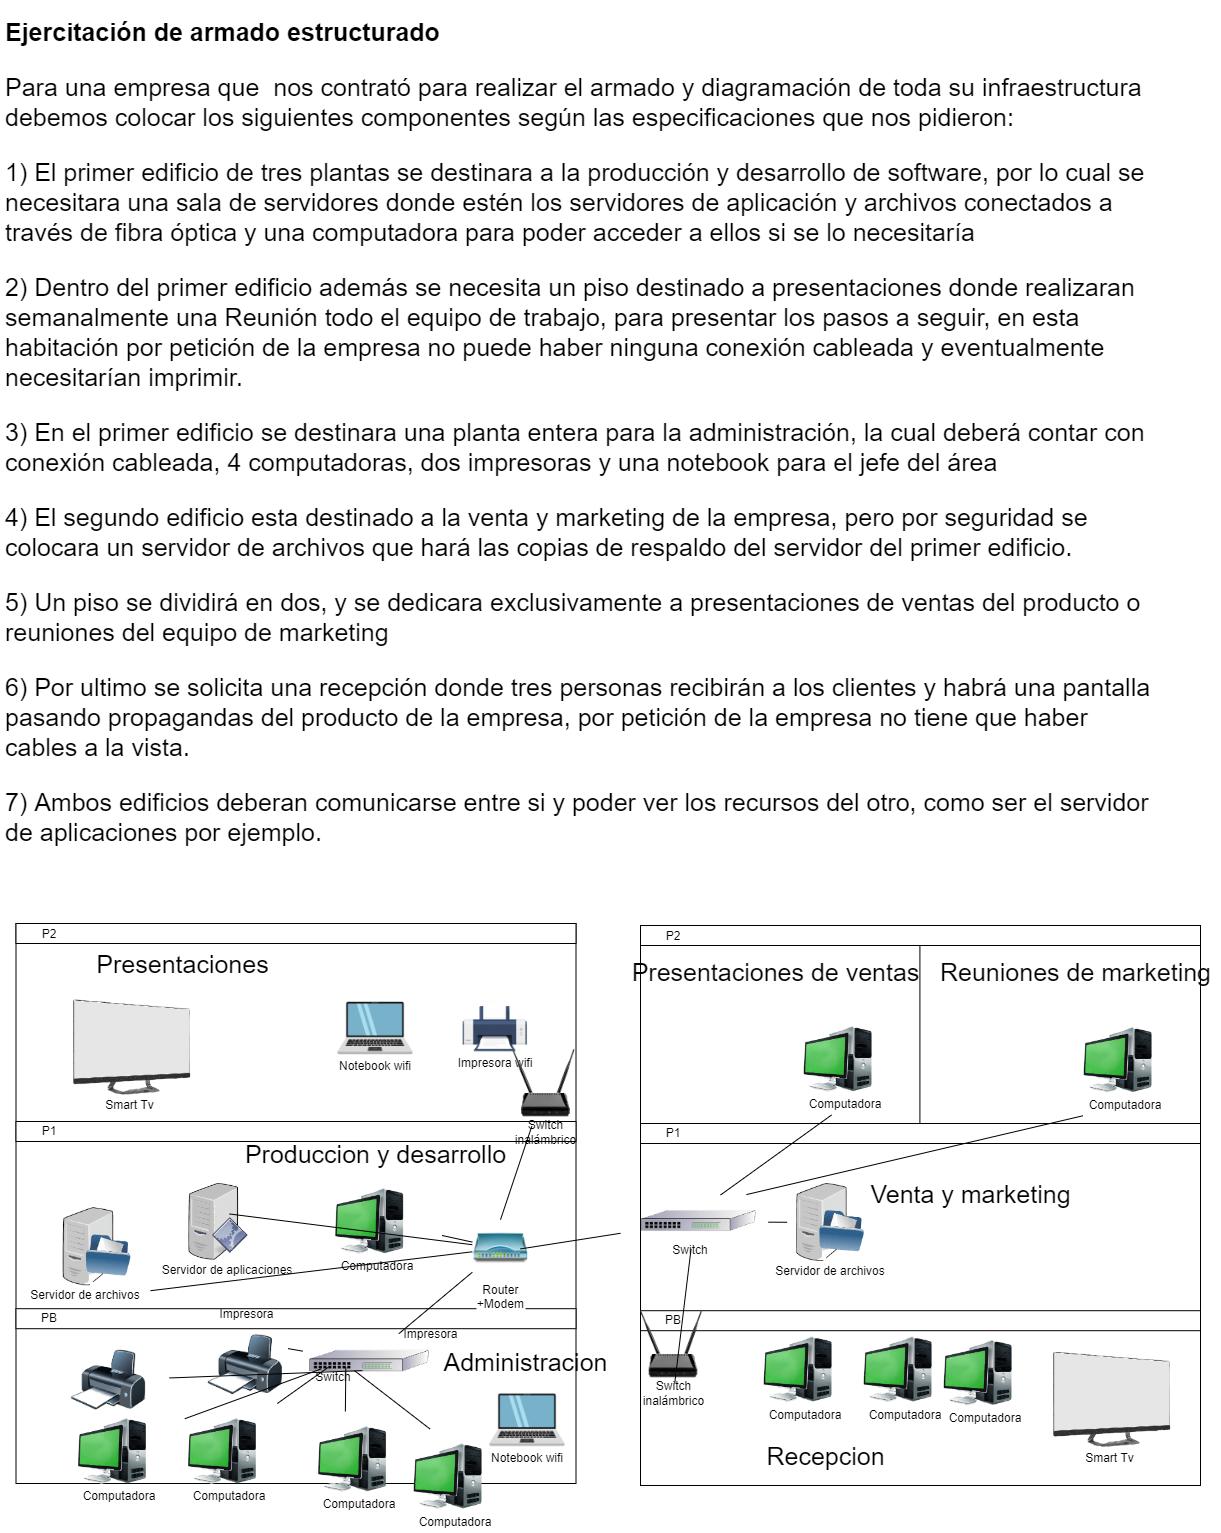 Ejercitación de armado estructurado
Para una empresa que  nos contrató para realizar el armado y diagramación de toda su infraestructura
debemos colocar los siguientes componentes según las especificaciones que nos pidieron:
1) El primer edificio de tres plantas se destinara a la producción y desarrollo de software, por lo cual se
necesitara una sala de servidores donde estén los servidores de aplicación y archivos conectados a
través de fibra óptica y una computadora para poder acceder a ellos si se lo necesitaría
2) Dentro del primer edificio además se necesita un piso destinado a presentaciones donde realizaran
semanalmente una Reunión todo el equipo de trabajo, para presentar los pasos a seguir, en esta
habitación por petición de la empresa no puede haber ninguna conexión cableada y eventualmente
necesitarían imprimir.
3) En el primer edificio se destinara una planta entera para la administración, la cual deberá contar con
conexión cableada, 4 computadoras, dos impresoras y una notebook para el jefe del área
4) El segundo edificio esta destinado a la venta y marketing de la empresa, pero por seguridad se
colocara un servidor de archivos que hará las copias de respaldo del servidor del primer edificio.
5) Un piso se dividirá en dos, y se dedicara exclusivamente a presentaciones de ventas del producto o
reuniones del equipo de marketing
6) Por ultimo se solicita una recepción donde tres personas recibirán a los clientes y habrá una pantalla
pasando propagandas del producto de la empresa, por petición de la empresa no tiene que haber
cables a la vista.
7) Ambos edificios deberan comunicarse entre si y poder ver los recursos del otro, como ser el servidor
de aplicaciones por ejemplo.
P2
Presentaciones
Smart Tv
Notebook wifi
Impresora wifi
Switch
inalámbrico
P1
Produccion y desarrollo
Servidor de archivos
Servidor de aplicaciones
Computadora
Router
+Modem
PB
Impresora
Impresora
Switch
Administracion
Notebook wifi
Computadora
Computadora
Computadora
Computadora
P2
Presentaciones de ventas
Reuniones de marketing
Computadora
Computadora
P1
Venta y marketing
Switch
Servidor de archivos
PB
Switch
inalámbrico
Computadora
Computadora
Computadora
Smart Tv
Recepcion